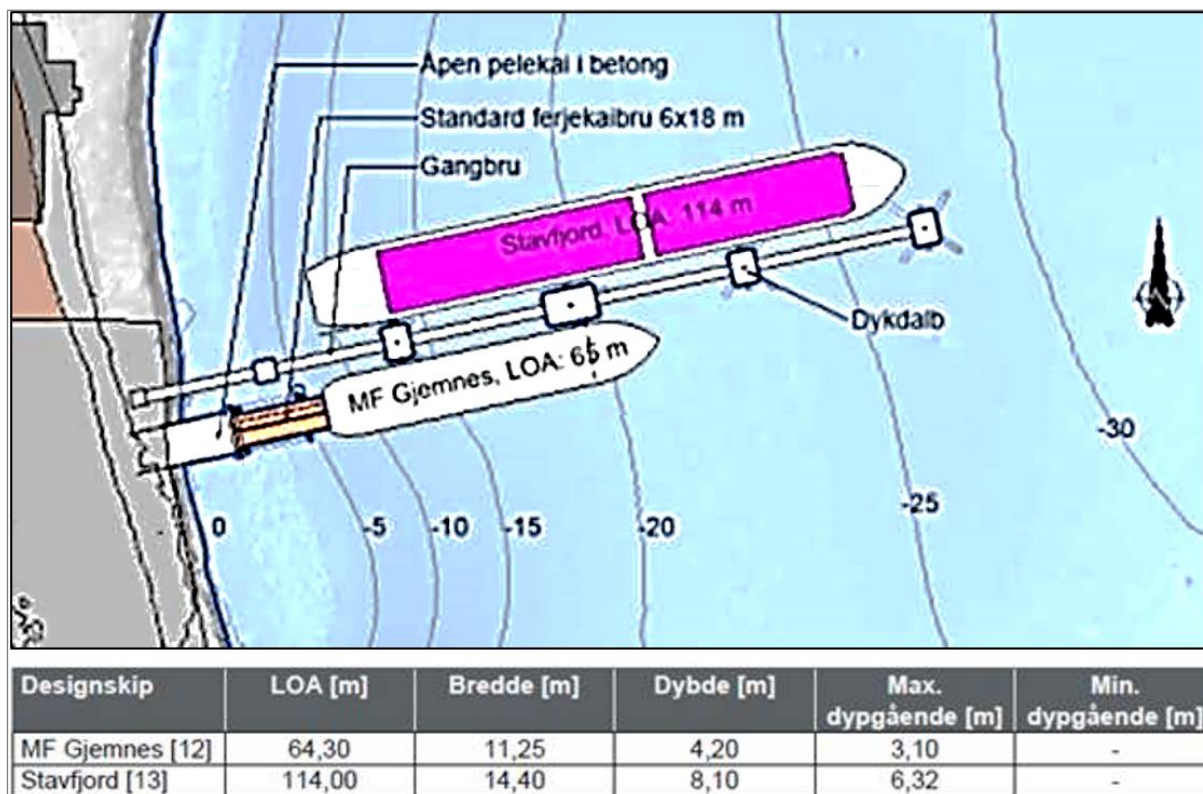 Åpen pelekai i betong
Standard ferjekaibru 6x18 m
Gangbru
Stavfjord, LOA: 114 m
Dykdalb
MF Gjemnes, LOA: 65 m
-30
0 -5 -10 -15 -20 -25
Designskip LOA [m] Bredde [m] Dybde [m] Max. dypgående [m] Min. dypgående [m]
MF Gjemnes [12] 64,30 11,25 4,20 3,10 -
Stavfjord [13] 114,00 14,40 8,10 6,32 -